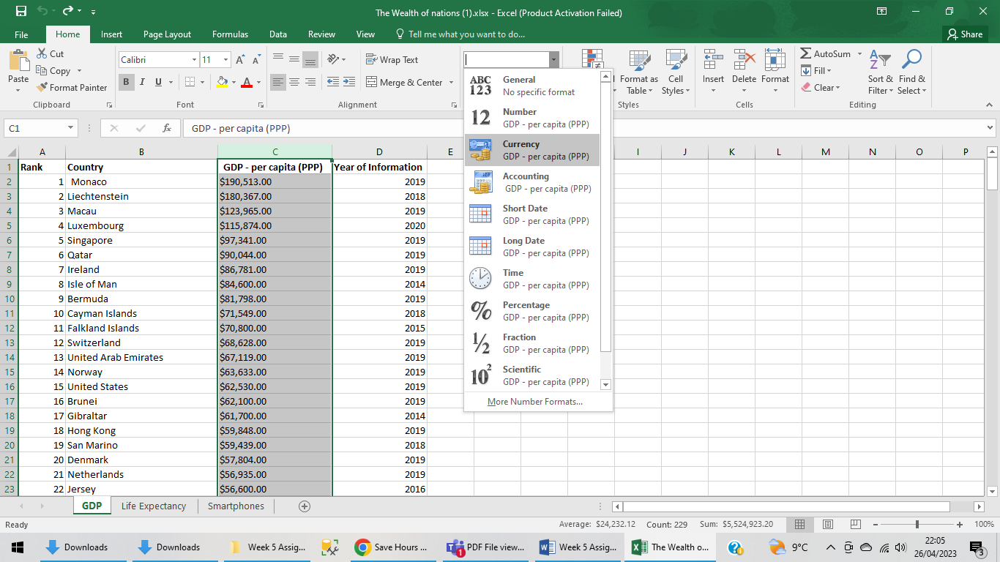 The Wealth of nations (1).xlsx - Excel (Product Activation Failed)
File Home Insert Page Layout Formulas Data Review View Tell me what you want to do... Share
Paste
Cut
Copy
Format Painter
Clipboard
Calibri 11
B I U
Font
Wrap Text
Merge & Center
Alignment
Format as Table
Cell Styles
Styles
Insert Delete Format
Cells
AutoSum
Fill
Clear
Sort & Filter
Find & Select
Editing
C1 fx GDP - per capita (PPP)
ABC 123 General
No specific format
12 Number
GDP - per capita (PPP)
Currency
GDP - per capita (PPP)
Accounting
GDP - per capita (PPP)
Short Date
GDP - per capita (PPP)
Long Date
GDP - per capita (PPP)
Time
GDP - per capita (PPP)
% Percentage
GDP - per capita (PPP)
½ Fraction
GDP - per capita (PPP)
10² Scientific
GDP - per capita (PPP)
More Number Formats...
A B C D E I J K L M N O P
1 Rank Country GDP - per capita (PPP) Year of Information
2 1 Monaco $190,513.00 2019
3 2 Liechtenstein $180,367.00 2018
4 3 Macau $123,965.00 2019
5 4 Luxembourg $115,874.00 2020
6 5 Singapore $97,341.00 2019
7 6 Qatar $90,044.00 2019
8 7 Ireland $86,781.00 2019
9 8 Isle of Man $84,600.00 2014
10 9 Bermuda $81,798.00 2019
11 10 Cayman Islands $71,549.00 2018
12 11 Falkland Islands $70,800.00 2015
13 12 Switzerland $68,628.00 2019
14 13 United Arab Emirates $67,119.00 2019
15 14 Norway $63,633.00 2019
16 15 United States $62,530.00 2019
17 16 Brunei $62,100.00 2019
18 17 Gibraltar $61,700.00 2014
19 18 Hong Kong $59,848.00 2019
20 19 San Marino $59,439.00 2018
21 20 Denmark $57,804.00 2019
22 21 Netherlands $56,935.00 2019
23 22 Jersey $56,600.00 2016
GDP Life Expectancy Smartphones
Ready Average: $24,232.12 Count: 229 Sum: $5,524,923.20 100%
Downloads Downloads Week 5 Assig... Save Hours ... PDF File view... Week 5 Assig... The Wealth o... 9°C 22:05
26/04/2023 3